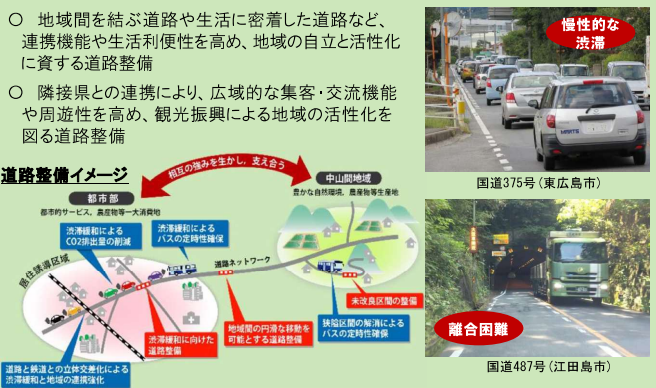 ○ 地域間を結ぶ道路や生活に密着した道路など、
連携機能や生活利便性を高め、地域の自立と活性化
に資する道路整備
○ 隣接県との連携により、広域的な集客・交流機能
や周遊性を高め、観光振興による地域の活性化を
図る道路整備
慢性的な
渋滞
国道375号(東広島市)
離合困難
国道487号(江田島市)
道路整備イメージ
相互の強みを生かし，支え合う
都市部
都市的サービス，農産物等一大消費地
中山間地域
豊かな自然環境，農産物等生産地
渋滞緩和による
CO2排出量の削減
渋滞緩和による
バスの定時性確保
居住誘導区域
道路ネットワーク
未改良区間の整備
渋滞緩和に向けた
道路整備
地域間の円滑な移動を
可能とする道路整備
狭隘区間の解消による
バスの定時性確保
道路と鉄道との立体交差化による
渋滞緩和と地域の連携強化